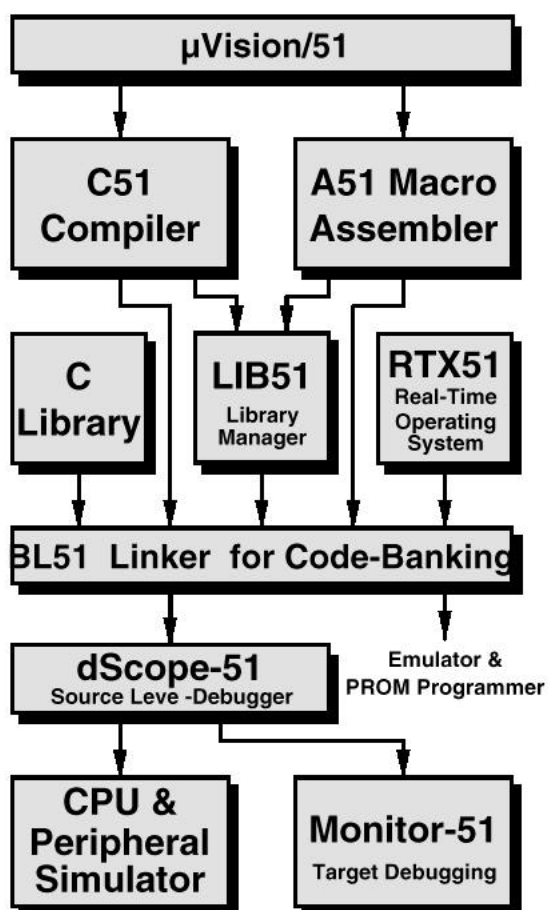 µVision/51
C51
Compiler
A51 Macro
Assembler
C
Library
LIB51
Library
Manager
RTX51
Real-Time
Operating
System
BL51 Linker for Code-Banking
Emulator &
PROM Programmer
dScope-51
Source Leve -Debugger
CPU &
Peripheral
Simulator
Monitor-51
Target Debugging